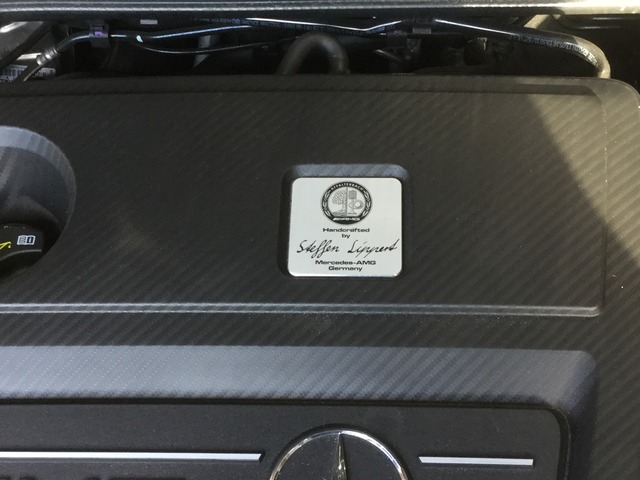 Handcrafted
by
Steffen Lippert
Mercedes-AMG
Germany